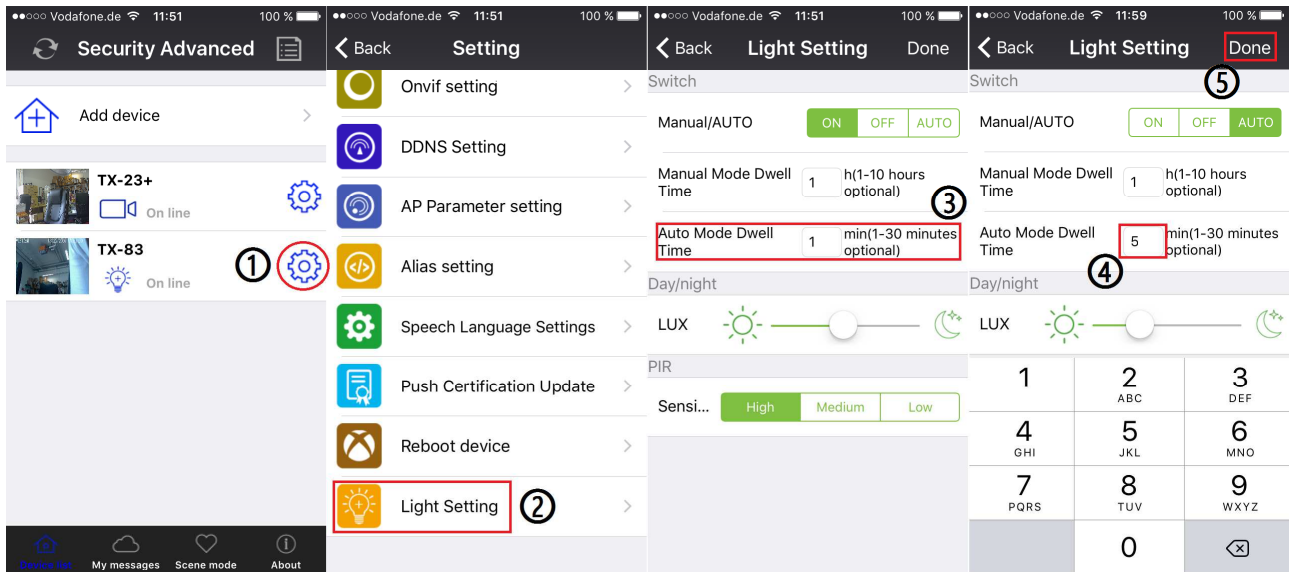 Vodafone.de 11:51 100 %
Security Advanced
Add device
TX-23+
On line
TX-83
On line
1
Device list
My messages
Scene mode
About
Vodafone.de 11:51 100 %
Back Setting
Onvif setting
DDNS Setting
AP Parameter setting
Alias setting
Speech Language Settings
Push Certification Update
Reboot device
Light Setting 2
Vodafone.de 11:51 100 %
Back Light Setting Done
Switch
Manual/AUTO ON OFF AUTO
Manual Mode Dwell
Time
1
h(1-10 hours
optional)
3
Auto Mode Dwell
Time
1
min(1-30 minutes
optional)
Day/night
LUX
PIR
Sensi... High Medium Low
Vodafone.de 11:59 100 %
Back Light Setting Done
5
Switch
Manual/AUTO ON OFF AUTO
Manual Mode Dwell
Time
1
h(1-10 hours
optional)
Auto Mode Dwell
Time
5
min(1-30 minutes
optional)
4
Day/night
LUX
1 2 3
ABC DEF
4 5 6
GHI JKL MNO
7 8 9
PQRS TUV WXYZ
0